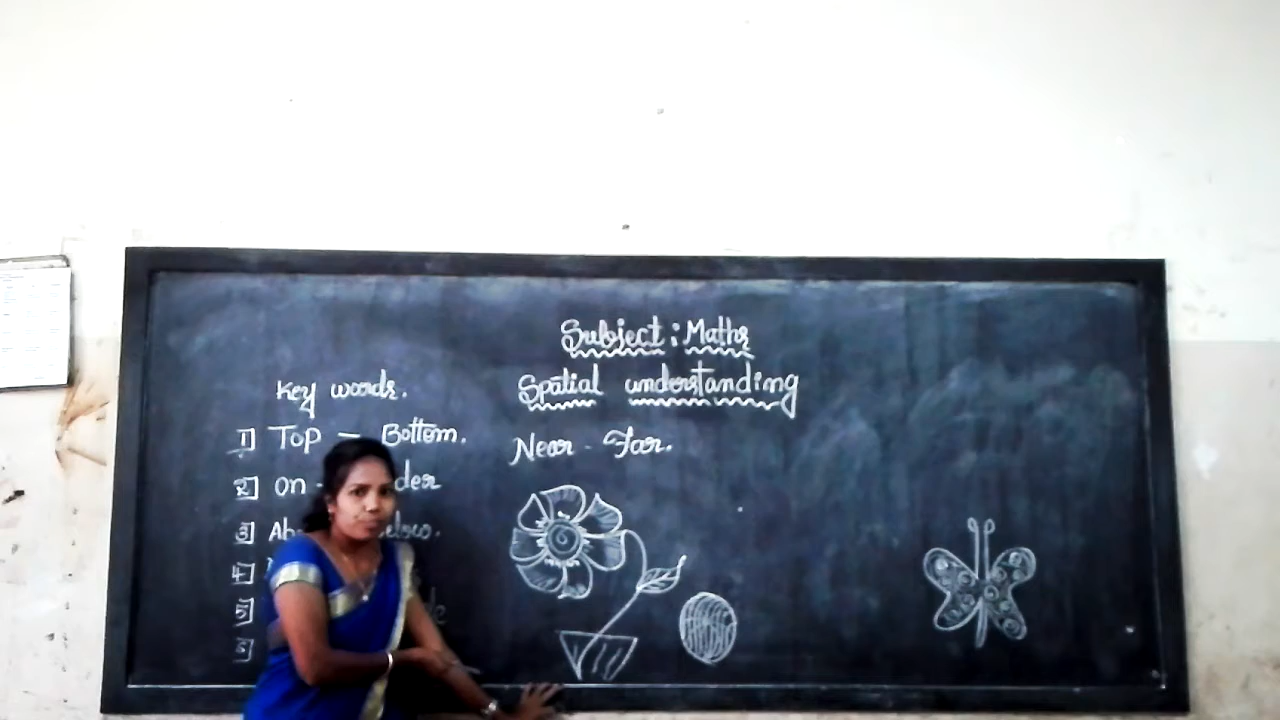 Subject : Maths
Spatial understanding
Key words.
1] Top - Bottom.
2] on - der
3] Ab elow.
4]
5] de
6]
Near - Far.